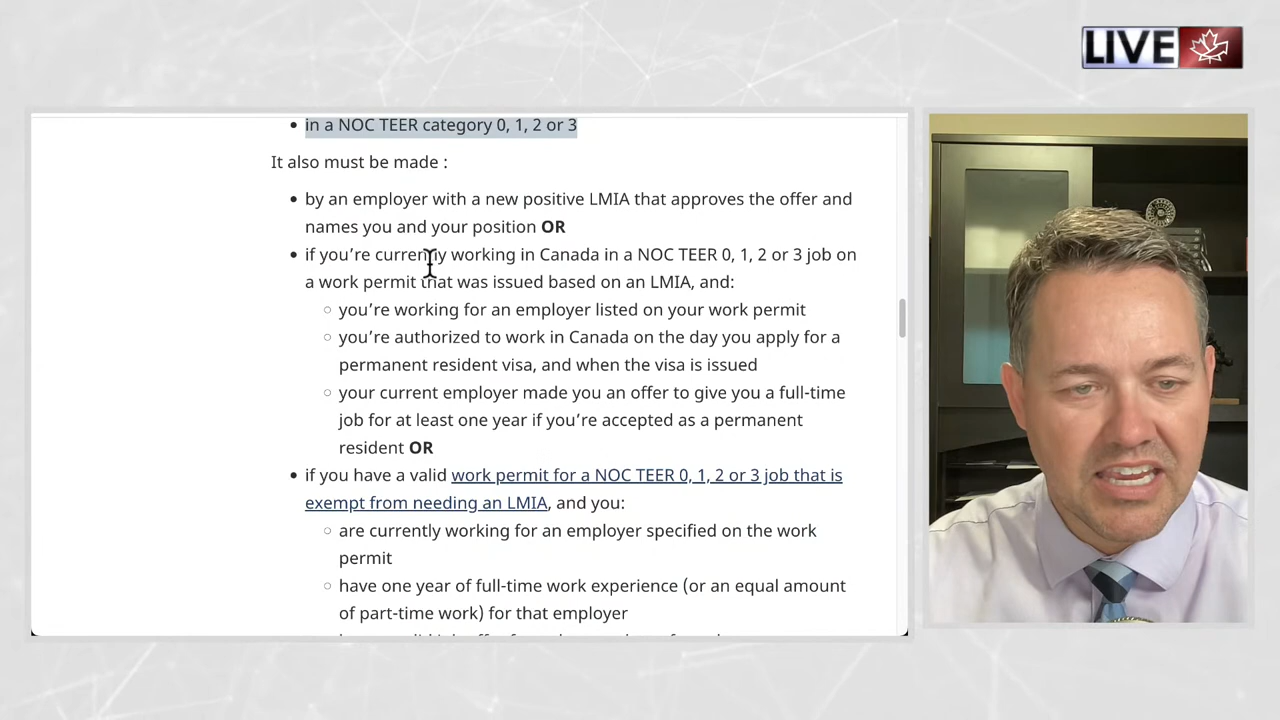 LIVE
in a NOC TEER category 0, 1, 2 or 3
It also must be made :
by an employer with a new positive LMIA that approves the offer and
names you and your position OR
if you’re currently working in Canada in a NOC TEER 0, 1, 2 or 3 job on
a work permit that was issued based on an LMIA, and:
you’re working for an employer listed on your work permit
you’re authorized to work in Canada on the day you apply for a
permanent resident visa, and when the visa is issued
your current employer made you an offer to give you a full-time
job for at least one year if you’re accepted as a permanent
resident OR
if you have a valid work permit for a NOC TEER 0, 1, 2 or 3 job that is
exempt from needing an LMIA, and you:
are currently working for an employer specified on the work
permit
have one year of full-time work experience (or an equal amount
of part-time work) for that employer